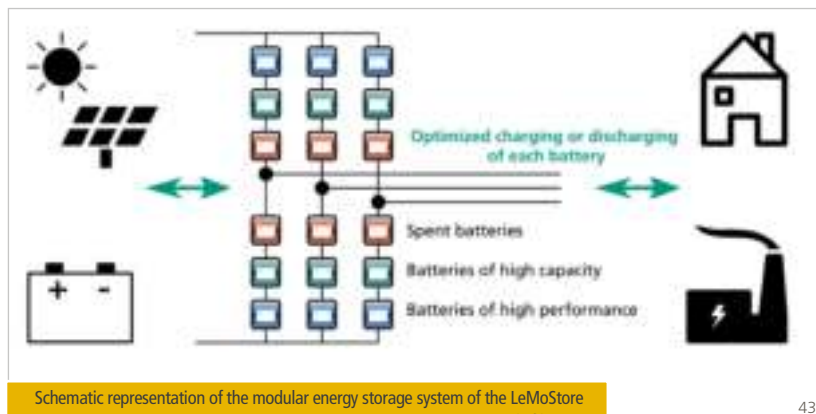 Optimized charging or discharging
of each battery
Spent batteries
Batteries of high capacity
Batteries of high performance
+ -
Schematic representation of the modular energy storage system of the LeMoStore
43